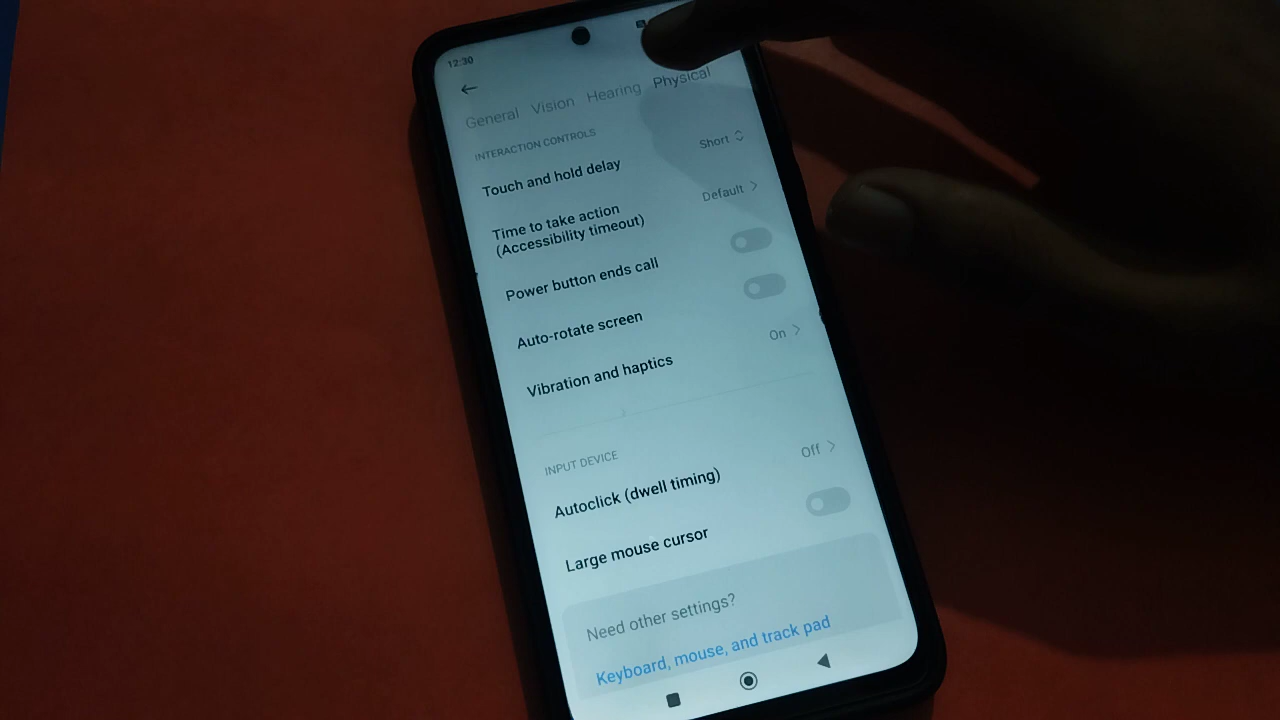 12:30
General Vision Hearing Physical
INTERACTION CONTROLS
Touch and hold delay Short
Time to take action
(Accessibility timeout) Default
Power button ends call
Auto-rotate screen
Vibration and haptics On
INPUT DEVICE
Autoclick (dwell timing) Off
Large mouse cursor
Need other settings?
Keyboard, mouse, and track pad